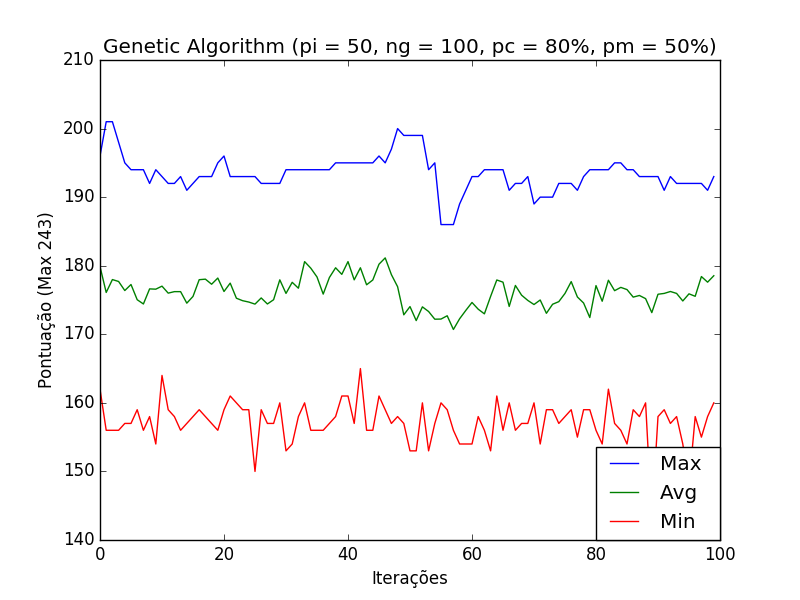 Genetic Algorithm (pi = 50, ng = 100, pc = 80%, pm = 50%)
210
200
190
180
170
160
150
140
Pontuação (Max 243)
0 20 40 60 80 100
Iterações
Max
Avg
Min